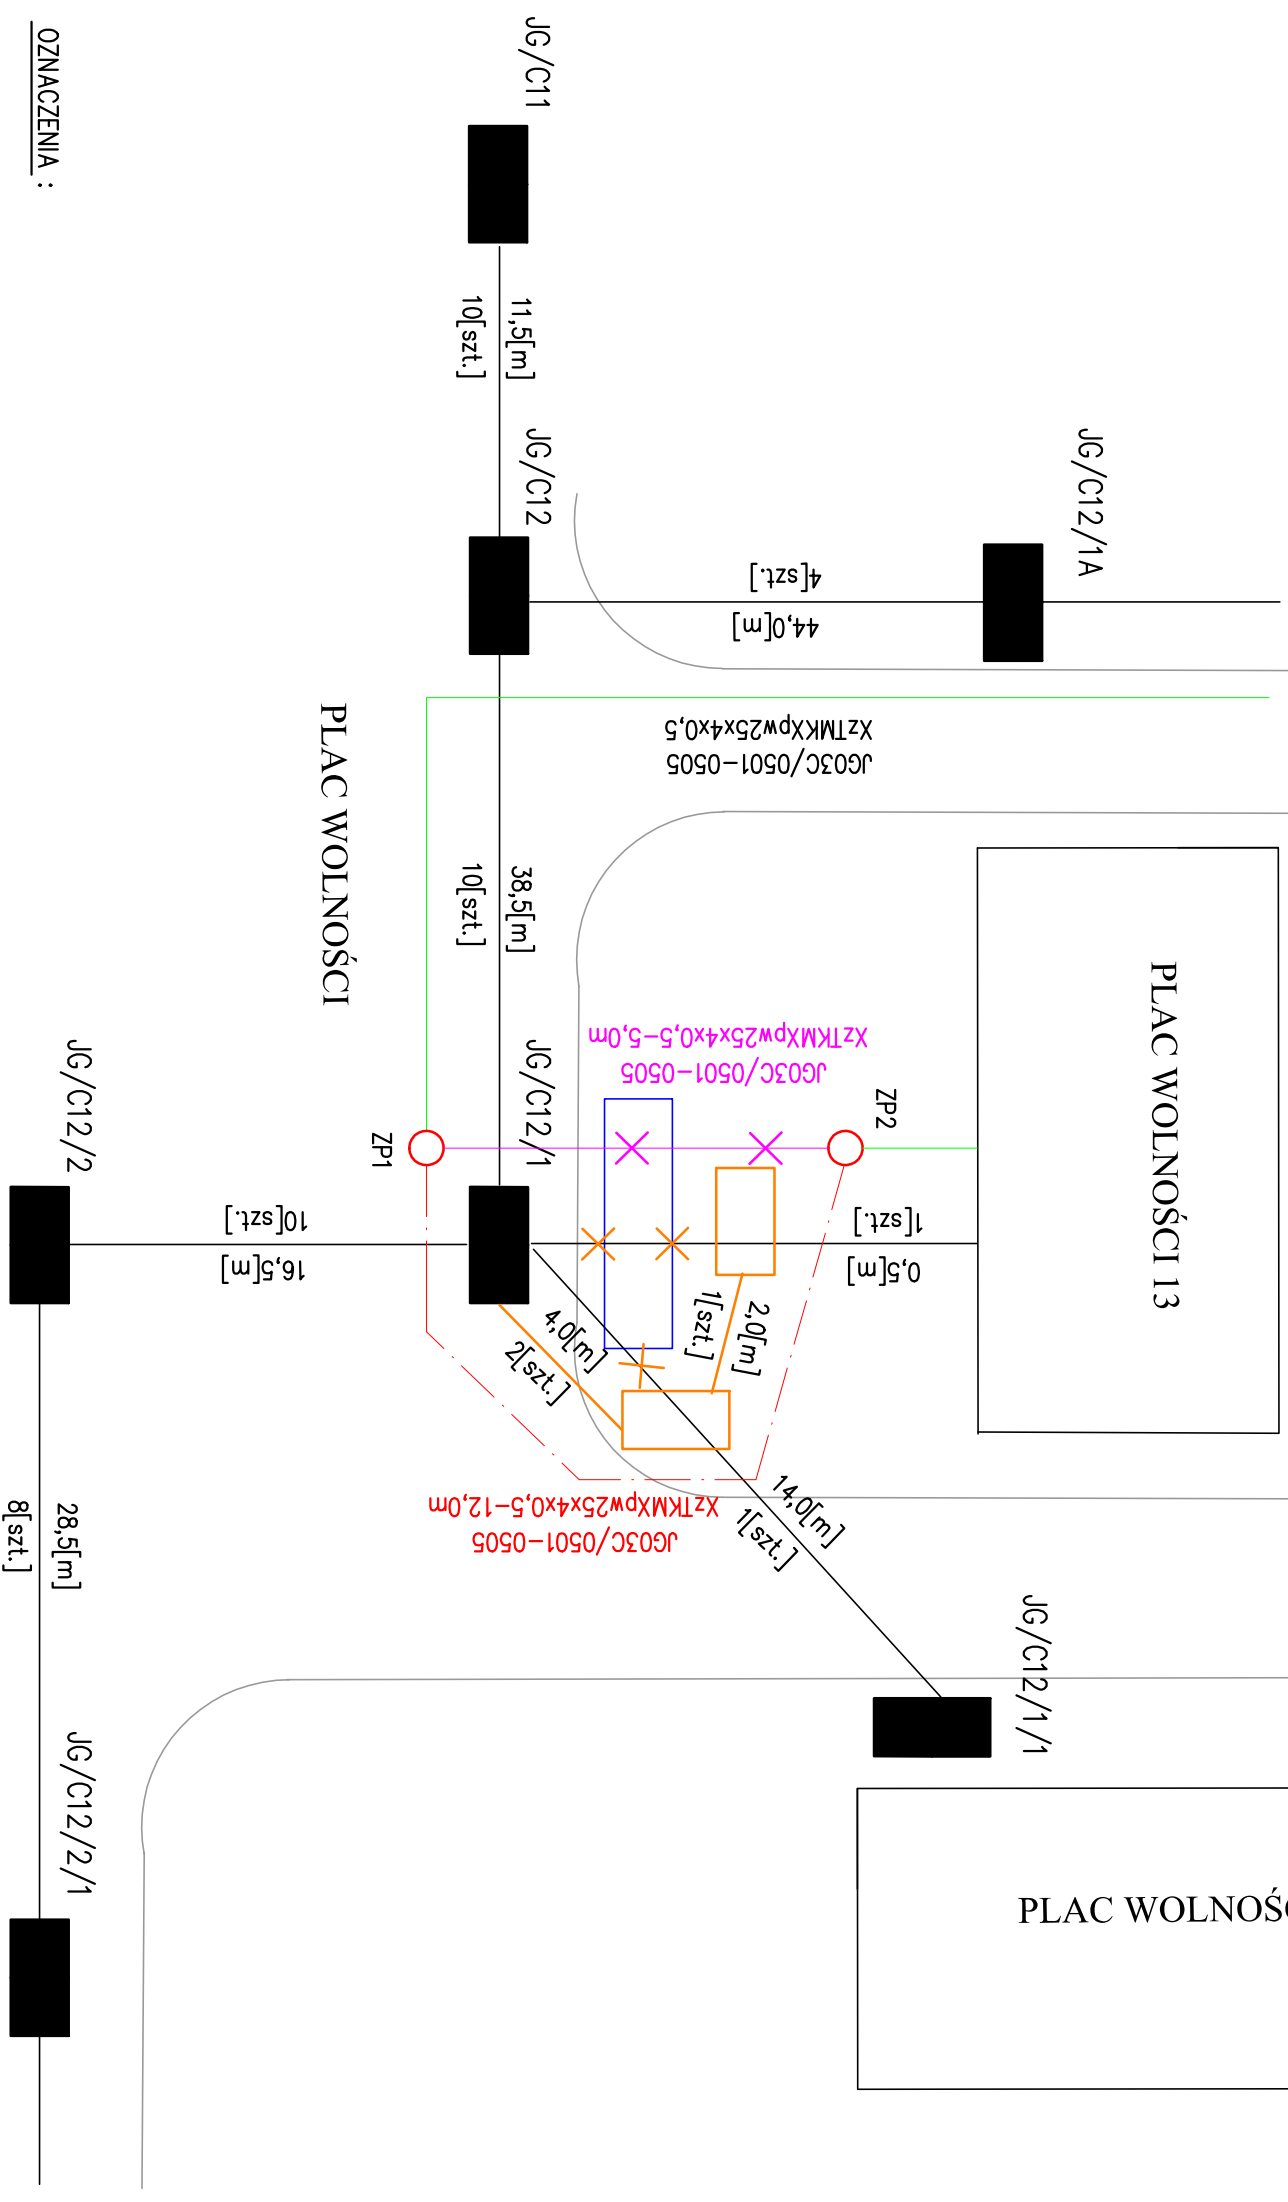 OZNACZENIA :
JG/C11
11,5[m]
10[szt.]
JG/C12
JG/C12/1A
4[szt.]
44,0[m]
XzTMKXpw25x4x0,5
JG03C/0501-0505
PLAC WOLNOŚCI
38,5[m]
10[szt.]
PLAC WOLNOŚCI 13
XzTKMXpw25x4x0,5-5,0m
JG03C/0501-0505
JG/C12/1
ZP2
ZP1
JG/C12/2
10[szt.]
16,5[m]
1[szt.]
0,5[m]
2,0[m]
1[szt.]
4,0[m]
2[szt.]
14,0[m]
1[szt.]
XzTKMXpw25x4x0,5-12,0m
JG03C/0501-0505
28,5[m]
8[szt.]
JG/C12/1/1
JG/C12/2/1
PLAC WOLNOŚ